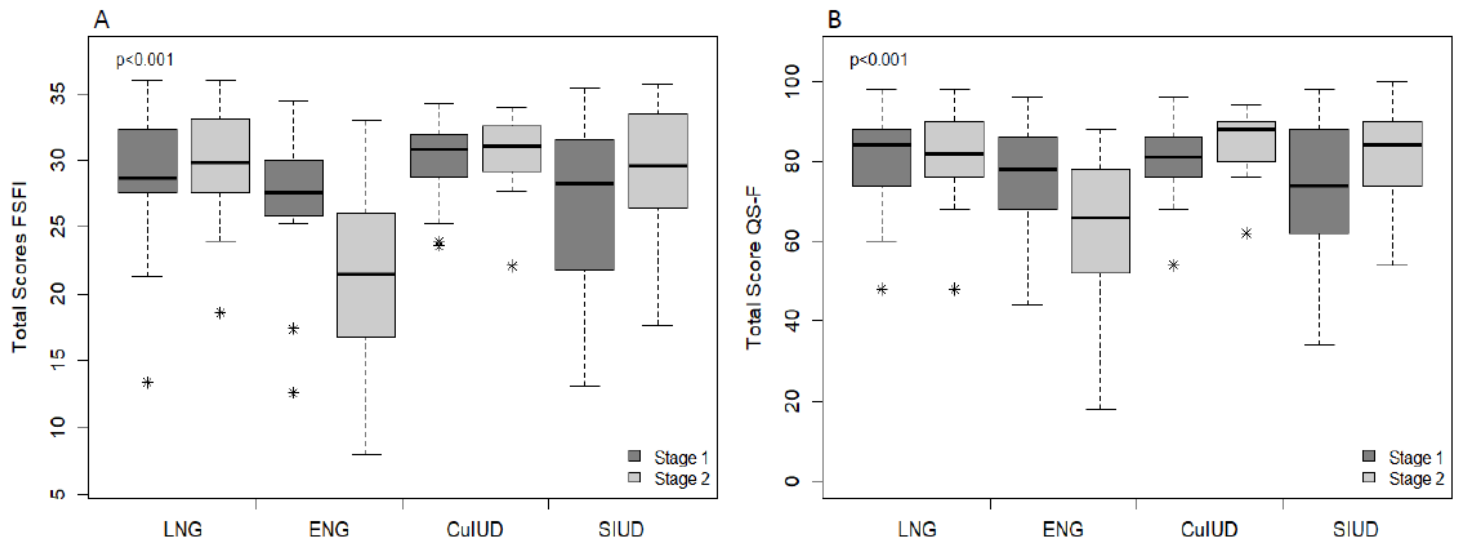 A
p<0.001
Total Scores FSFI
35
30
25
20
15
10
5
Stage 1
Stage 2
LNG ENG CuIUD SIUD
B
p<0.001
Total Score QS-F
100
80
60
40
20
0
Stage 1
Stage 2
LNG ENG CuIUD SIUD